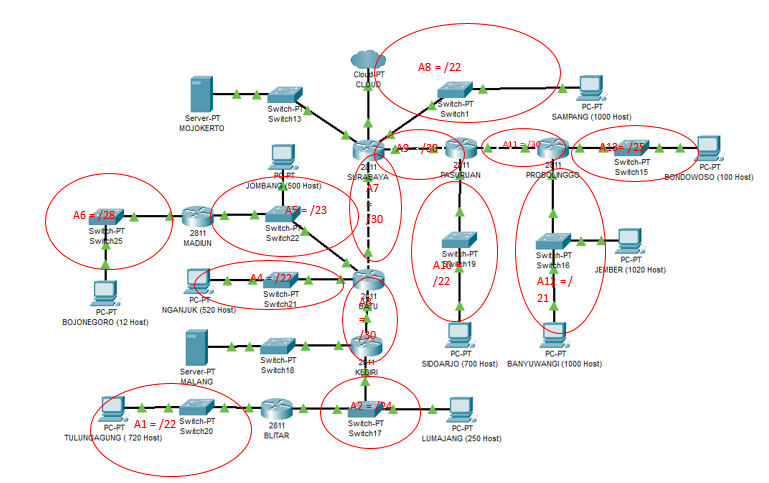 A8 = /22
Cloud-PT
CLOUD
Server-PT
MOJOKERTO
Switch-PT
Switch13
Switch-PT
Switch1
PC-PT
SAMPANG (1000 Host)
PC-PT
JOMBANG (500 Host)
2811
SURABAYA
A9 = /30
2811
PASURUAN
A11 = /30
2811
PROBOLINGGO
A13= /25
Switch-PT
Switch15
PC-PT
BONDOWOSO (100 Host)
A7
=
/30
A6 = /28
Switch-PT
Switch25
2811
MADIUN
A5 = /23
Switch-PT
Switch22
A10 =
/22
Switch19
Switch-PT
Switch16
PC-PT
JEMBER (1020 Host)
A12 = /
21
PC-PT
BOJONEGORO (12 Host)
PC-PT
NGANJUK (520 Host)
A4 = /22
Switch-PT
Switch21
2811
BATU
=
/30
2811
KEDIRI
Server-PT
MALANG
Switch-PT
Switch18
PC-PT
SIDOARJO (700 Host)
PC-PT
BANYUWANGI (1000 Host)
PC-PT
TULUNGAGUNG ( 720 Host)
A1 = /22
Switch-PT
Switch20
2811
BLITAR
A2 = /24
Switch-PT
Switch17
PC-PT
LUMAJANG (250 Host)